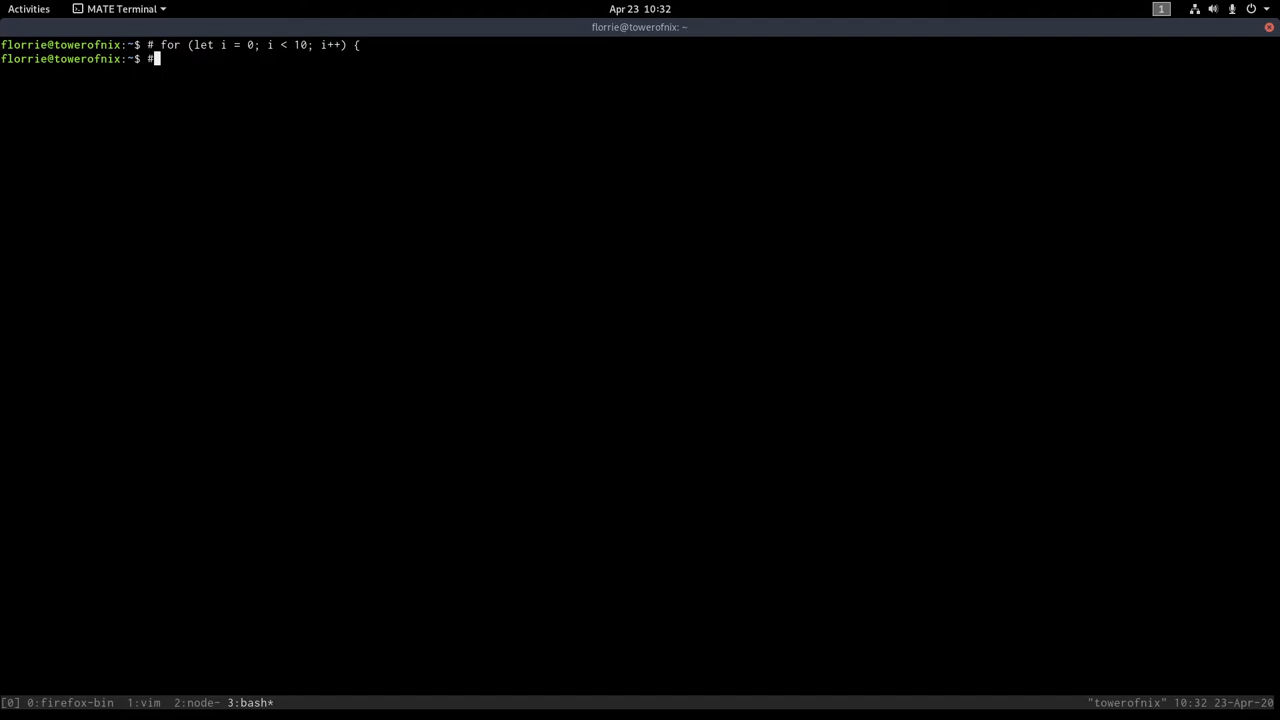 Activities MATE Terminal Apr 23 10:32 1
florrie@towerofnix: ~
florrie@towerofnix:~$ # for (let i = 0; i < 10; i++) {
florrie@towerofnix:~$ #
[0] 0:firefox-bin 1:vim 2:node- 3:bash* "towerofnix" 10:32 23-Apr-20